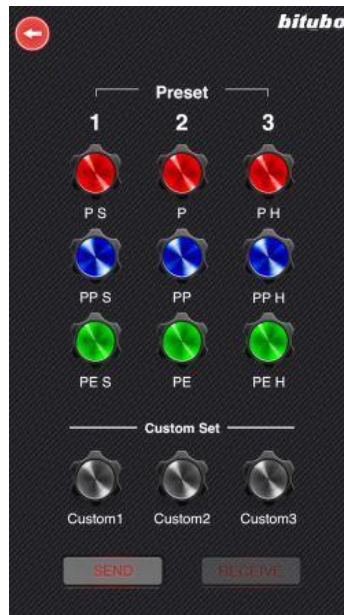 bitubo
Preset
1 2 3
P S P P H
PP S PP PP H
PE S PE PE H
Custom Set
Custom1 Custom2 Custom3
SEND RECEIVE